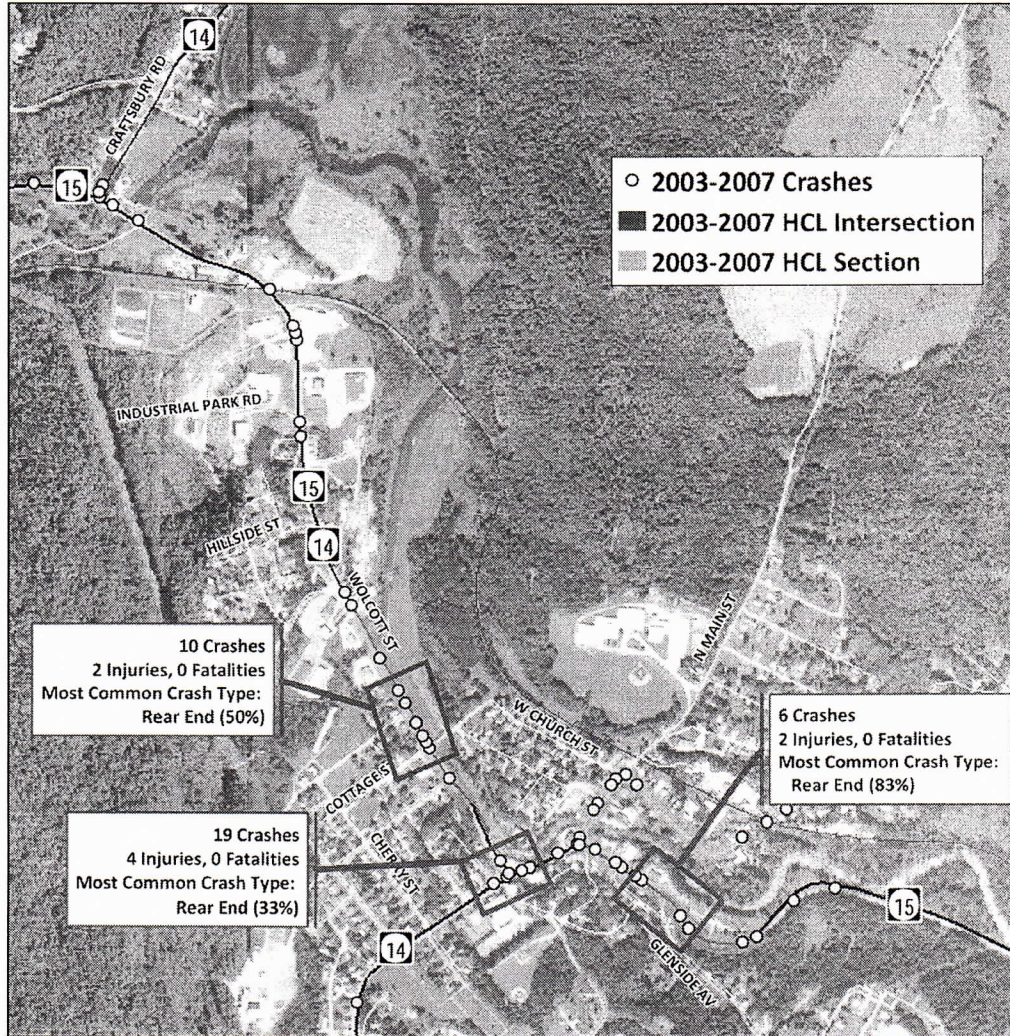 14
CRAFTSBURY RD
15
2003-2007 Crashes
2003-2007 HCL Intersection
2003-2007 HCL Section
INDUSTRIAL PARK RD
15
HILLSIDE ST
14
WOLCOTT ST
N MAIN ST
10 Crashes
2 Injuries, 0 Fatalities
Most Common Crash Type:
Rear End (50%)
W CHURCH ST
6 Crashes
2 Injuries, 0 Fatalities
Most Common Crash Type:
Rear End (83%)
COTTAGE S
19 Crashes
4 Injuries, 0 Fatalities
Most Common Crash Type:
Rear End (33%)
CHERY ST
15
14
GLENSIDE AV